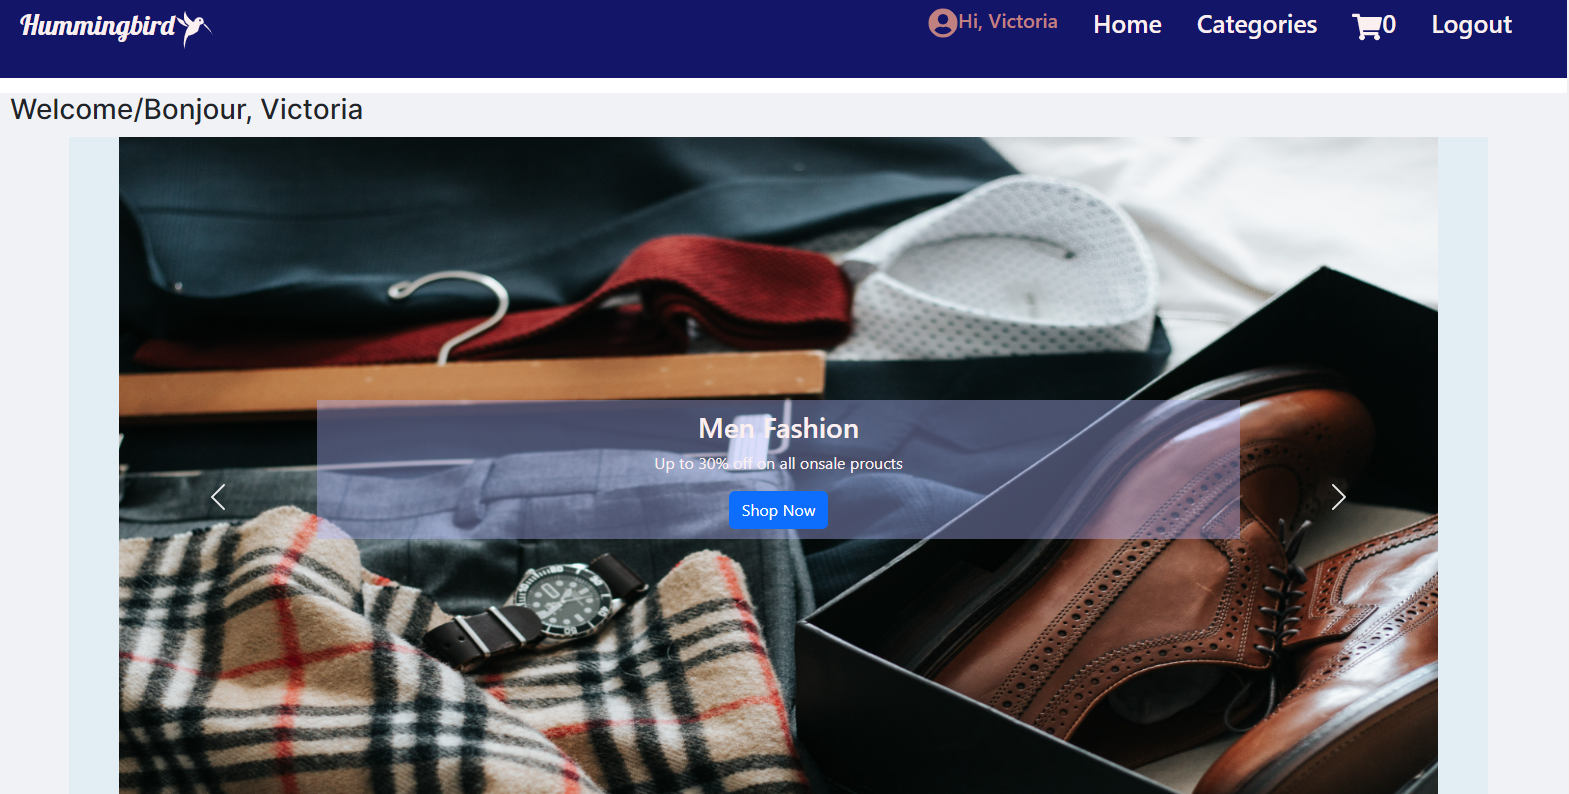 Hummingbird
Hi, Victoria
Home
Categories
0
Logout
Welcome/Bonjour, Victoria
Men Fashion
Up to 30% off on all onsale proucts
Shop Now